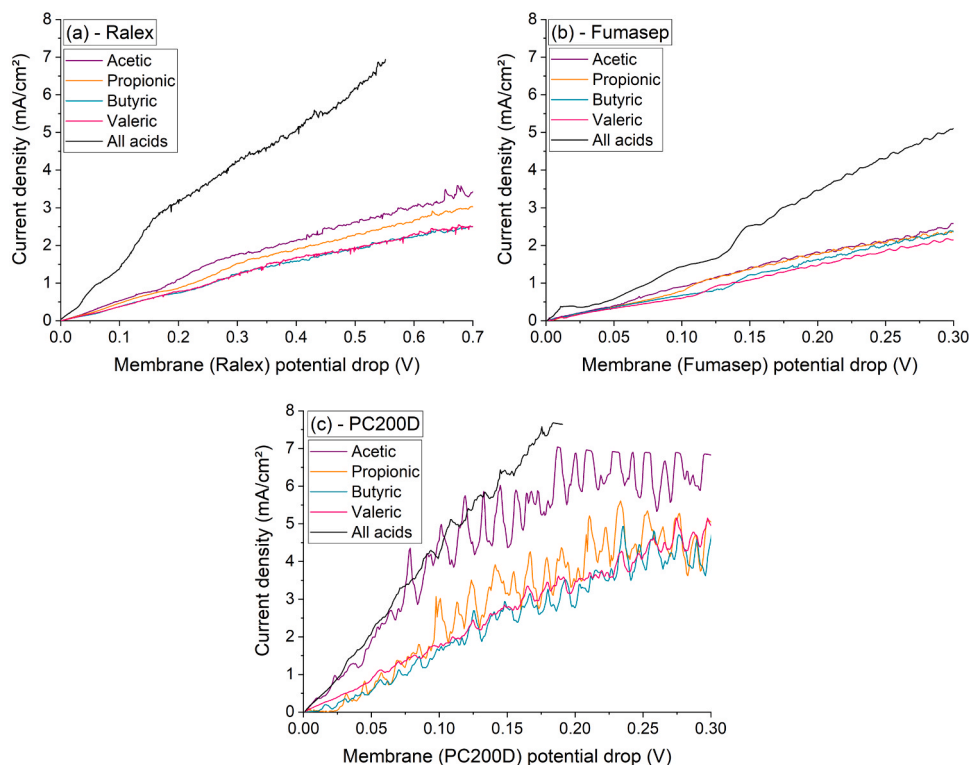 (a) - Ralex
Acetic
Propionic
Butyric
Valeric
All acids
Current density (mA/cm²)
8
7
6
5
4
3
2
1
0
0.0 0.1 0.2 0.3 0.4 0.5 0.6 0.7
Membrane (Ralex) potential drop (V)
(b) - Fumasep
Acetic
Propionic
Butyric
Valeric
All acids
Current density (mA/cm²)
8
7
6
5
4
3
2
1
0
0.00 0.05 0.10 0.15 0.20 0.25 0.30
Membrane (Fumasep) potential drop (V)
(c) - PC200D
Acetic
Propionic
Butyric
Valeric
All acids
Current density (mA/cm²)
8
7
6
5
4
3
2
1
0
0.00 0.05 0.10 0.15 0.20 0.25 0.30
Membrane (PC200D) potential drop (V)